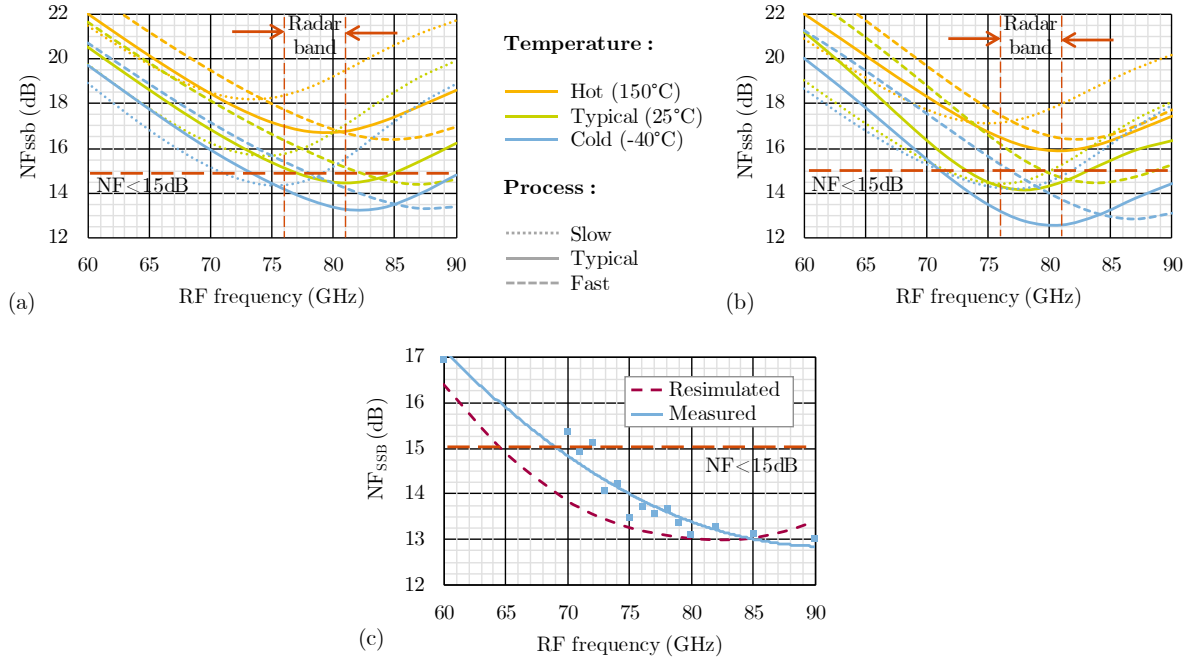 22
20
18
16
14
12
NFssb (dB)
Radar
band
NF<15dB
60 65 70 75 80 85 90
RF frequency (GHz)
(a)
Temperature :
Hot (150°C)
Typical (25°C)
Cold (-40°C)
Process :
Slow
Typical
Fast
22
20
18
16
14
12
NFssb (dB)
Radar
band
NF<15dB
60 65 70 75 80 85 90
RF frequency (GHz)
(b)
17
16
15
14
13
12
NFSSB (dB)
Resimulated
Measured
NF<15dB
60 65 70 75 80 85 90
RF frequency (GHz)
(c)